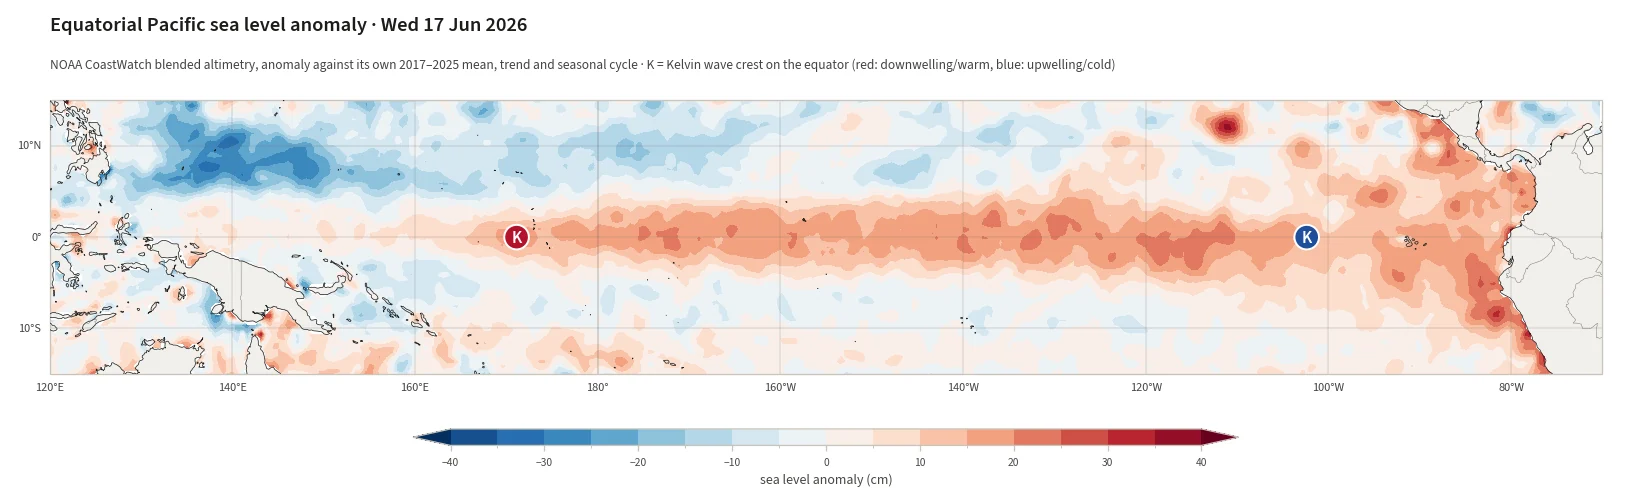 Equatorial Pacific sea level anomaly · Wed 17 Jun 2026
NOAA CoastWatch blended altimetry, anomaly against its own 2017–2025 mean, trend and seasonal cycle · K = Kelvin wave crest on the equator (red: downwelling/warm, blue: upwelling/cold)
10°N
0°
K
K
10°S
120°E 140°E 160°E 180° 160°W 140°W 120°W 100°W 80°W
−40 −30 −20 −10 0 10 20 30 40
sea level anomaly (cm)